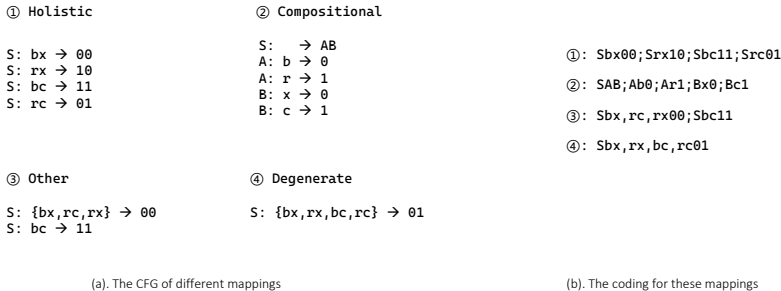 ① Holistic
S: bx → 00
S: rx → 10
S: bc → 11
S: rc → 01
② Compositional
S:   → AB
A: b → 0
A: r → 1
B: x → 0
B: c → 1
③ Other
S: {bx,rc,rx} → 00
S: bc → 11
④ Degenerate
S: {bx,rx,bc,rc} → 01
(a). The CFG of different mappings
①: Sbx00;Srx10;Sbc11;Src01
②: SAB;Ab0;Ar1;Bx0;Bc1
③: Sbx,rc,rx00;Sbc11
④: Sbx,rx,bc,rc01
(b). The coding for these mappings